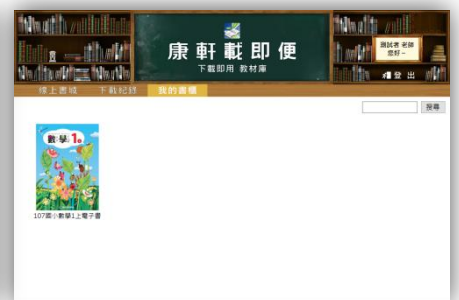 康軒載即便
下載即用 教材庫
測試者 老師
您好~
登出
線上書城 下載紀錄 我的書櫃
搜尋
數學1上
107國小數學1上電子書